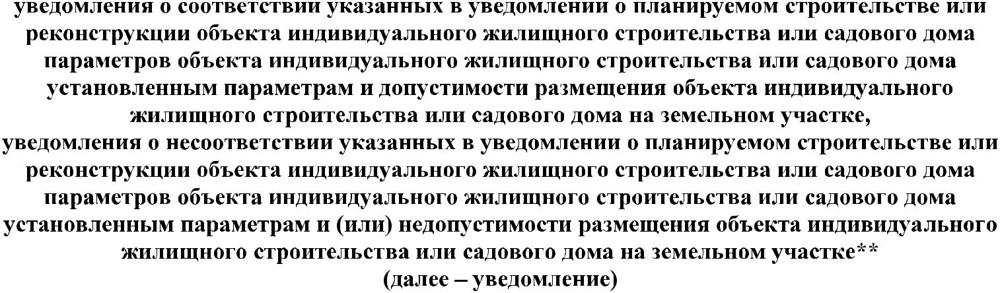 уведомления о соответствии указанных в уведомлении о планируемом строительстве или
реконструкции объекта индивидуального жилищного строительства или садового дома
параметров объекта индивидуального жилищного строительства или садового дома
установленным параметрам и допустимости размещения объекта индивидуального
жилищного строительства или садового дома на земельном участке,
уведомления о несоответствии указанных в уведомлении о планируемом строительстве или
реконструкции объекта индивидуального жилищного строительства или садового дома
параметров объекта индивидуального жилищного строительства или садового дома
установленным параметрам и (или) недопустимости размещения объекта индивидуального
жилищного строительства или садового дома на земельном участке**
(далее – уведомление)